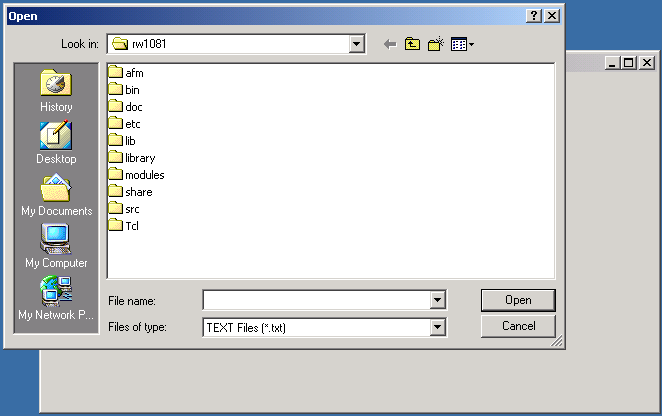 Open
Look in:
rw1081
History
Desktop
My Documents
My Computer
My Network P...
afm
bin
doc
etc
lib
library
modules
share
src
Tcl
File name:
Open
Files of type:
TEXT Files (*.txt)
Cancel